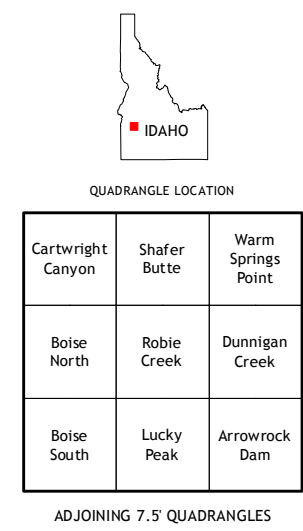 IDAHO
QUADRANGLE LOCATION
Cartwright
Canyon
Shafer
Butte
Warm
Springs
Point
Boise
North
Robie
Creek
Dunnigan
Creek
Boise
South
Lucky
Peak
Arrowrock
Dam
ADJOINING 7.5' QUADRANGLES